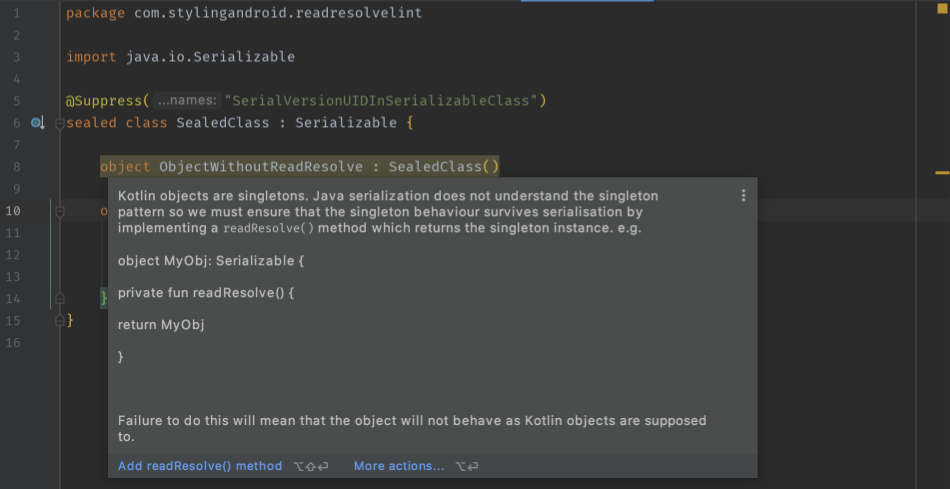 1 package com.stylingandroid.readresolvelint
2
3 import java.io.Serializable
4
5 @Suppress( ...names: "SerialVersionUIDInSerializableClass")
6 sealed class SealedClass : Serializable {
7
8 object ObjectWithoutReadResolve : SealedClass()
9
Kotlin objects are singletons. Java serialization does not understand the singleton
10 o
pattern so we must ensure that the singleton behaviour survives serialisation by
11
implementing a readResolve() method which returns the singleton instance. e.g.
12
object MyObj: Serializable {
13
14 }
private fun readResolve() {
15 }
return MyObj
16
}
Failure to do this will mean that the object will not behave as Kotlin objects are supposed
to.
Add readResolve() method ⌥⇧⏎ More actions... ⌥⏎